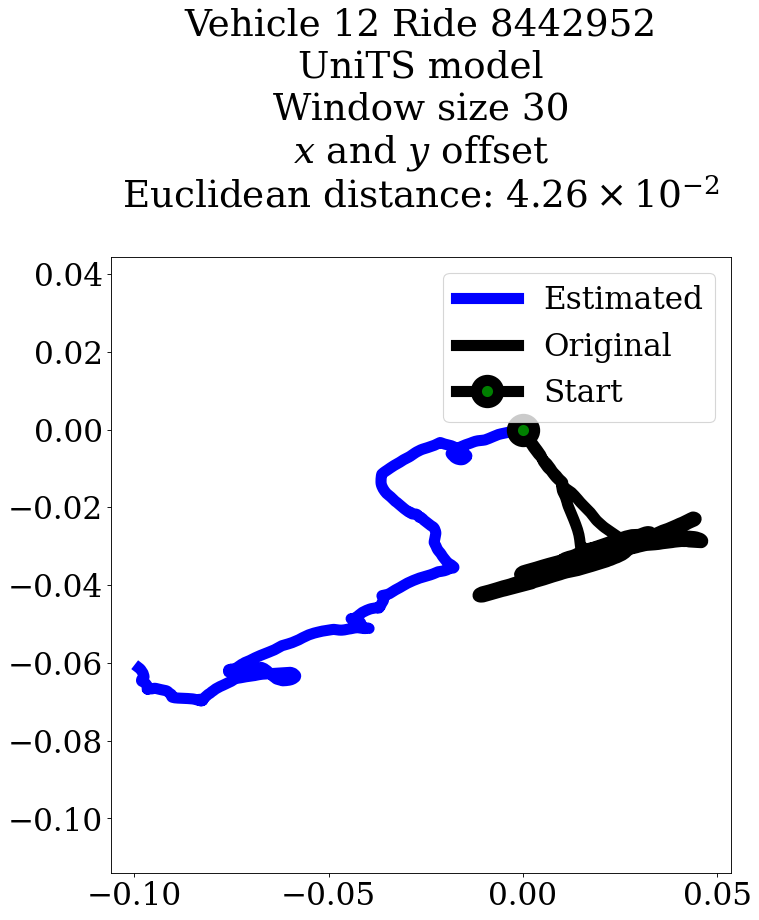 Vehicle 12 Ride 8442952
UniTS model
Window size 30
x and y offset
Euclidean distance: 4.26 × 10⁻²
Estimated
Original
Start
0.04
0.02
0.00
−0.02
−0.04
−0.06
−0.08
−0.10
−0.10 −0.05 0.00 0.05